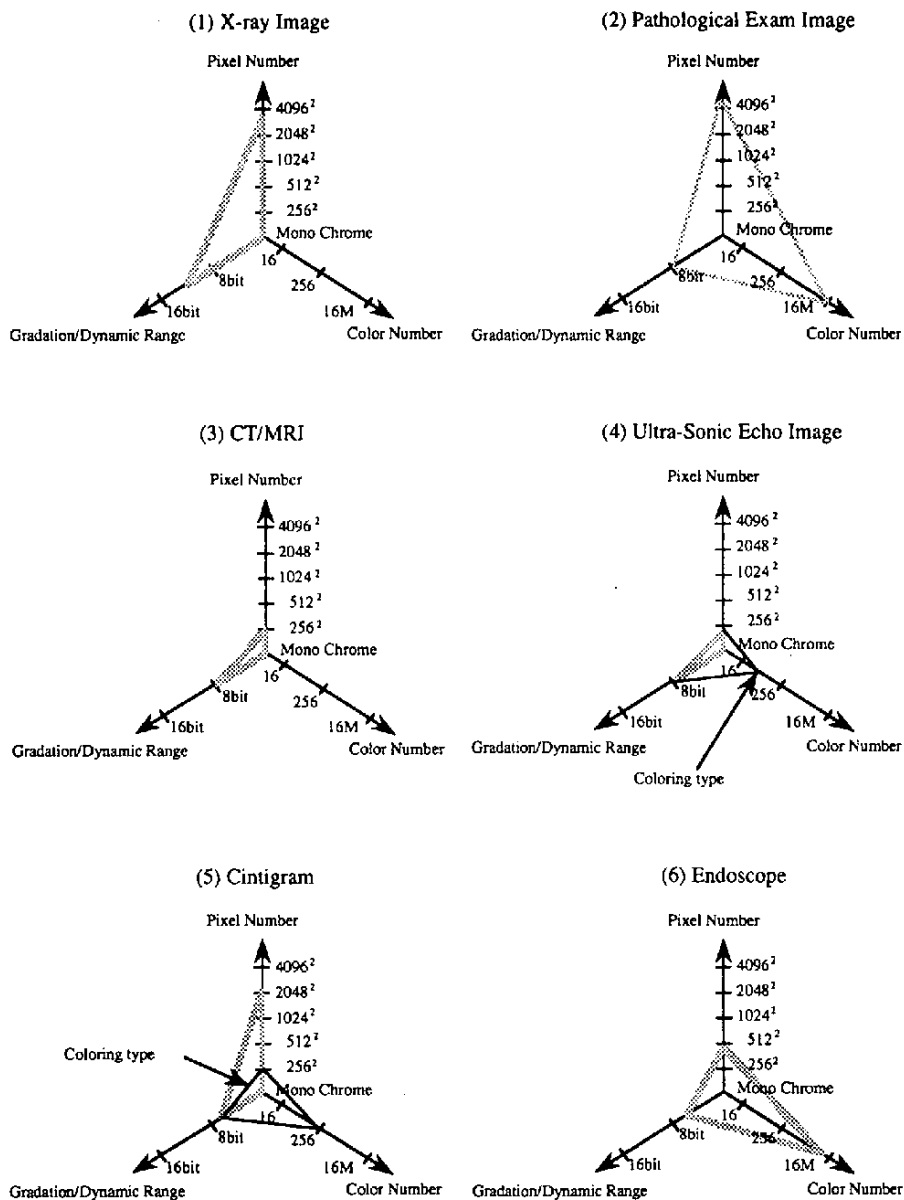 (1) X-ray Image
Pixel Number
4096²
2048²
1024²
512²
256²
Mono Chrome
16
8bit
256
16bit
16M
Gradation/Dynamic Range
Color Number
(2) Pathological Exam Image
Pixel Number
4096²
2048²
1024²
512²
256²
Mono Chrome
16
8bit
256
16bit
16M
Gradation/Dynamic Range
Color Number
(3) CT/MRI
Pixel Number
4096²
2048²
1024²
512²
256²
Mono Chrome
16
8bit
256
16bit
16M
Gradation/Dynamic Range
Color Number
(4) Ultra-Sonic Echo Image
Pixel Number
4096²
2048²
1024²
512²
256²
Mono Chrome
16
8bit
256
16bit
16M
Gradation/Dynamic Range
Color Number
Coloring type
(5) Cintigram
Pixel Number
4096²
2048²
1024²
512²
256²
Coloring type
Mono Chrome
16
8bit
256
16bit
16M
Gradation/Dynamic Range
Color Number
(6) Endoscope
Pixel Number
4096²
2048²
1024²
512²
256²
Mono Chrome
16
8bit
256
16bit
16M
Gradation/Dynamic Range
Color Number